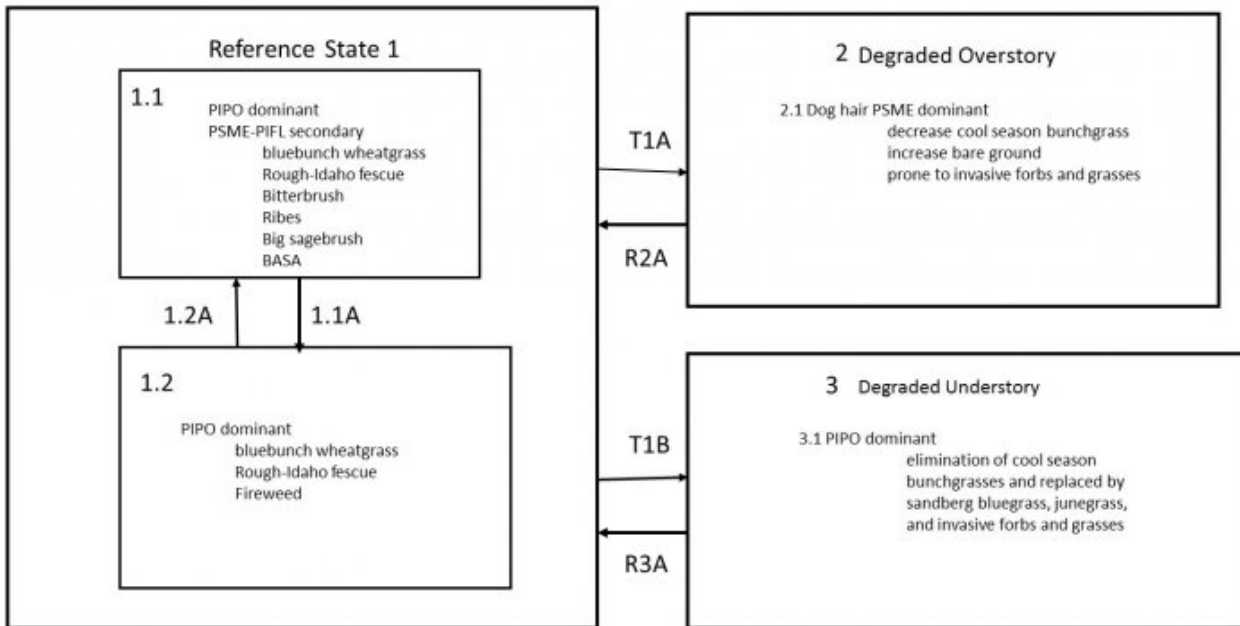 Reference State 1
1.1
PIPO dominant
PSME-PIFL secondary
bluebunch wheatgrass
Rough-Idaho fescue
Bitterbrush
Ribes
Big sagebrush
BASA
1.2A
1.1A
1.2
PIPO dominant
bluebunch wheatgrass
Rough-Idaho fescue
Fireweed
T1A
R2A
2 Degraded Overstory
2.1 Dog hair PSME dominant
decrease cool season bunchgrass
increase bare ground
prone to invasive forbs and grasses
T1B
R3A
3 Degraded Understory
3.1 PIPO dominant
elimination of cool season
bunchgrasses and replaced by
sandberg bluegrass, junegrass,
and invasive forbs and grasses